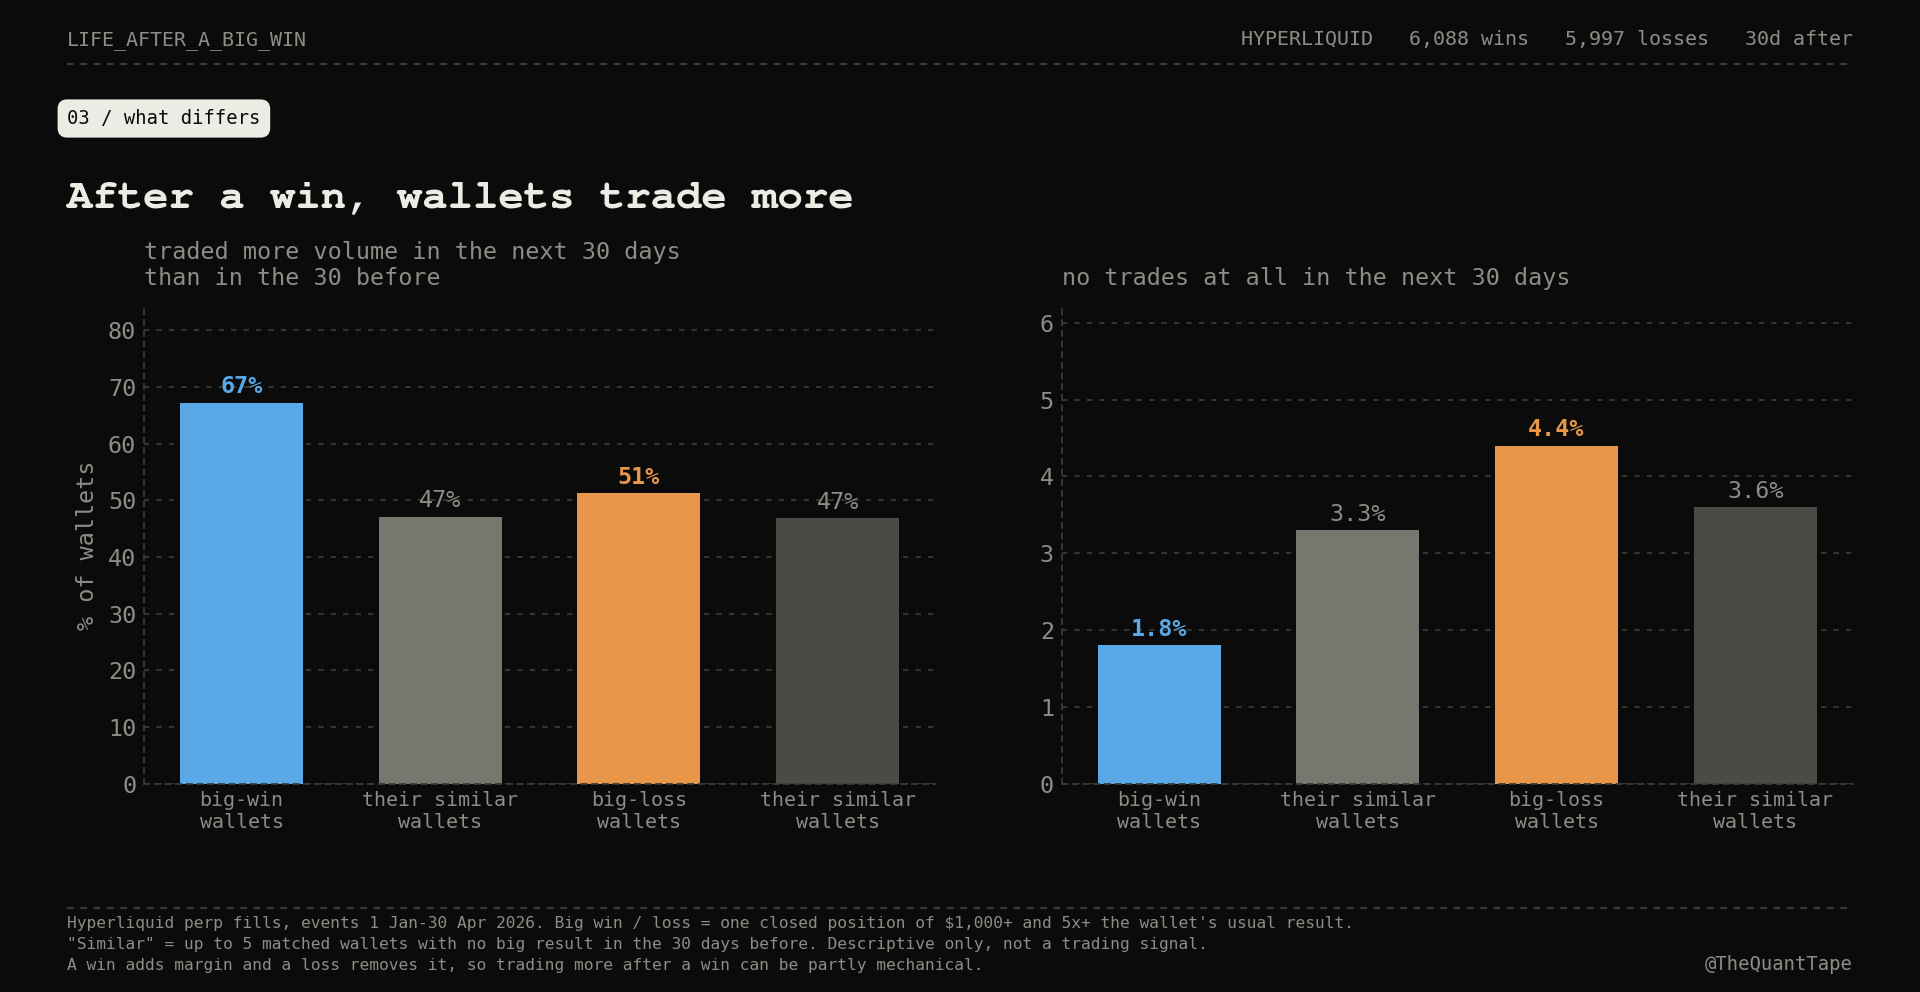 LIFE_AFTER_A_BIG_WIN
HYPERLIQUID 6,088 wins 5,997 losses 30d after
03 / what differs
After a win, wallets trade more
traded more volume in the next 30 days
than in the 30 before
% of wallets
80
70
60
50
40
30
20
10
0
67%
47%
51%
47%
big-win
wallets
their similar
wallets
big-loss
wallets
their similar
wallets
no trades at all in the next 30 days
6
5
4
3
2
1
0
1.8%
3.3%
4.4%
3.6%
big-win
wallets
their similar
wallets
big-loss
wallets
their similar
wallets
Hyperliquid perp fills, events 1 Jan-30 Apr 2026. Big win / loss = one closed position of $1,000+ and 5x+ the wallet's usual result.
"Similar" = up to 5 matched wallets with no big result in the 30 days before. Descriptive only, not a trading signal.
A win adds margin and a loss removes it, so trading more after a win can be partly mechanical.
@TheQuantTape